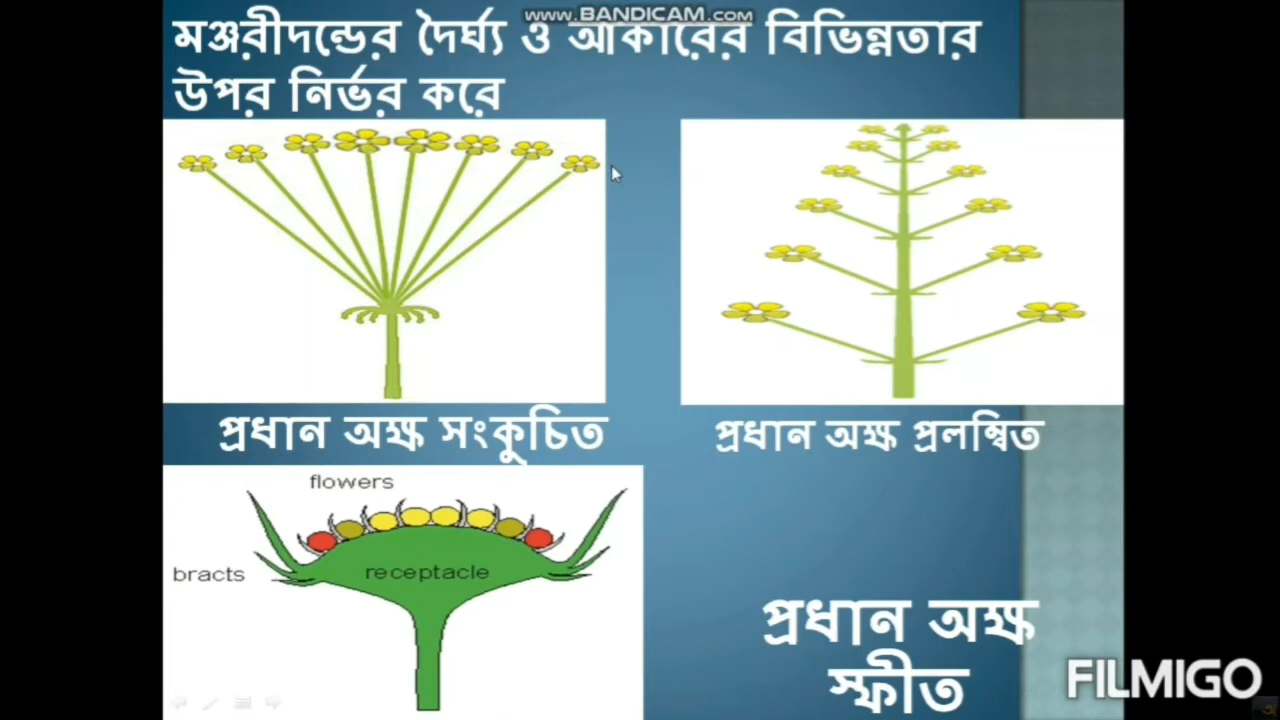 www.BANDICAM.com
মঞ্জরীদন্ডের দৈর্ঘ্য ও আকারের বিভিন্নতার
উপর নির্ভর করে
প্রধান অক্ষ সংকুচিত
প্রধান অক্ষ প্রলম্বিত
flowers
bracts
receptacle
প্রধান অক্ষ
স্ফীত
FILMIGO